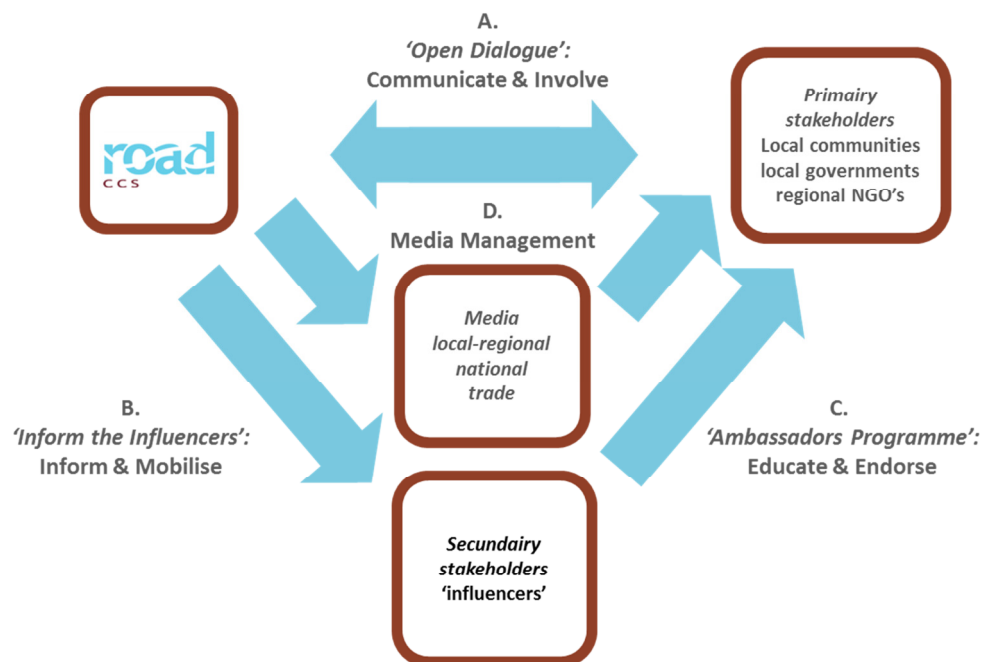 A.
‘Open Dialogue’:
Communicate & Involve
road
CCS
Primairy
stakeholders
Local communities
local governments
regional NGO’s
D.
Media Management
Media
local-regional
national
trade
B.
‘Inform the Influencers’:
Inform & Mobilise
C.
‘Ambassadors Programme’:
Educate & Endorse
Secundairy
stakeholders
‘influencers’